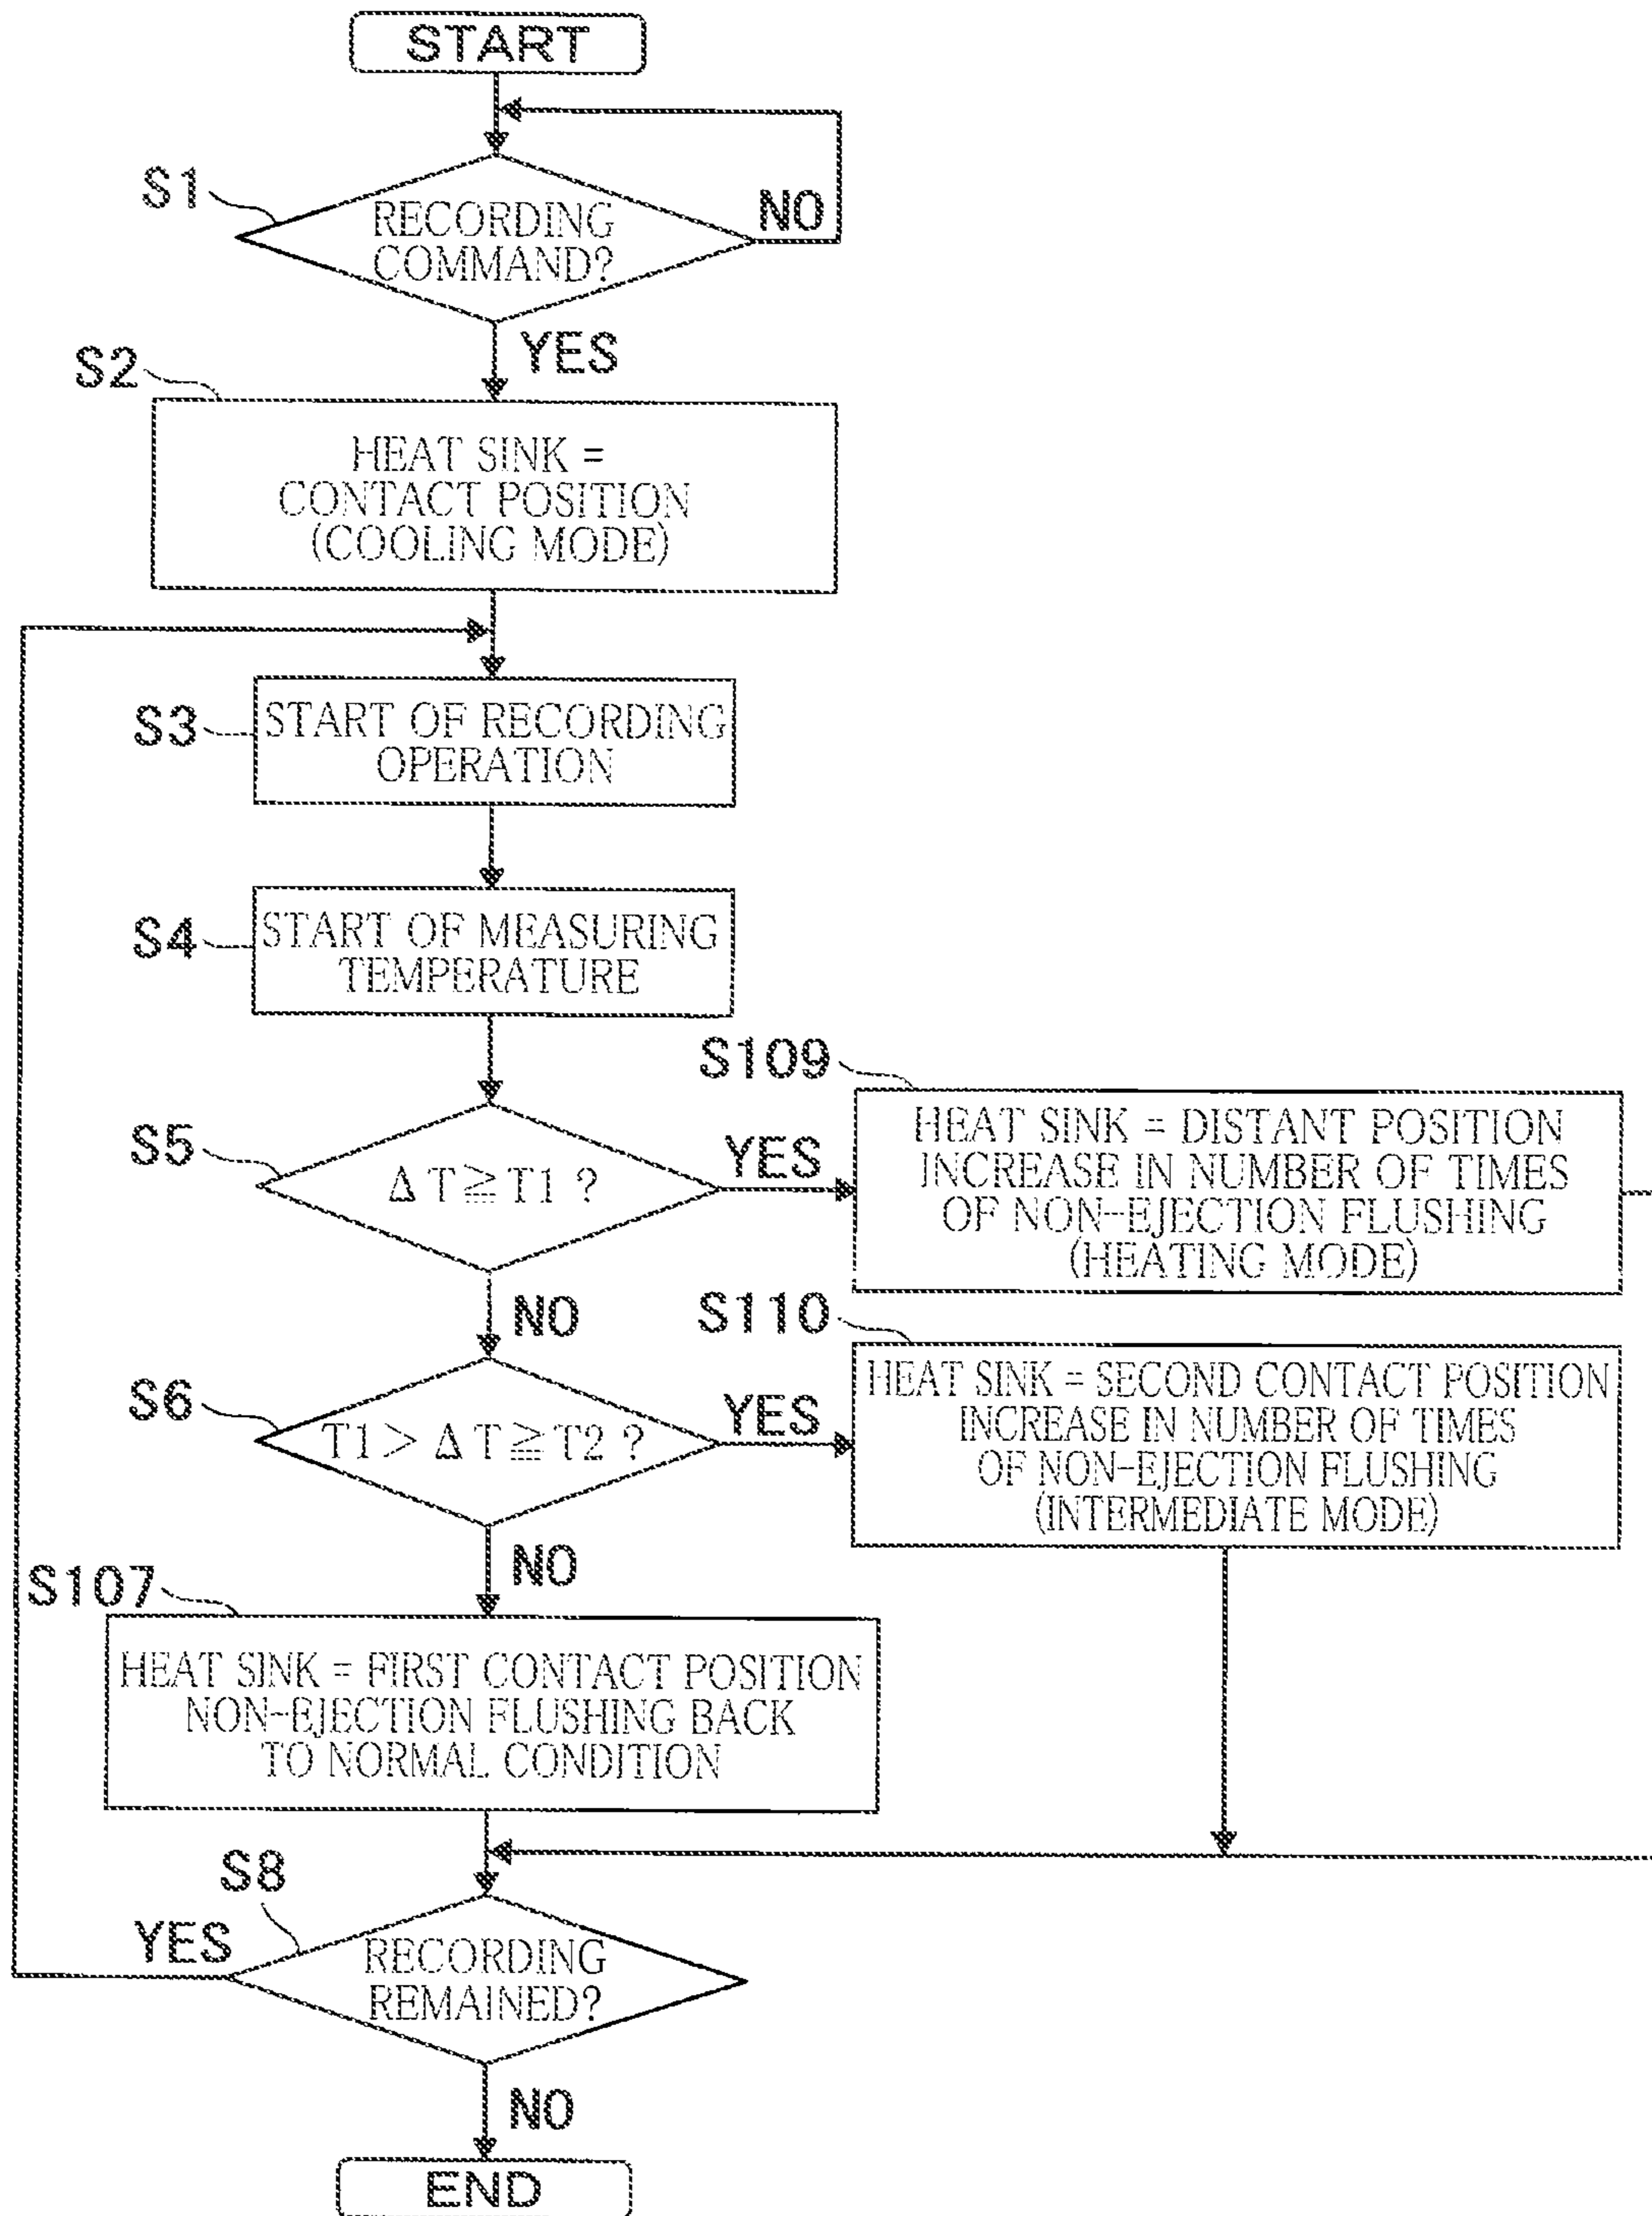 START
S1
RECORDING
COMMAND?
NO
YES
S2
HEAT SINK =
CONTACT POSITION
(COOLING MODE)
S3
START OF RECORDING
OPERATION
S4
START OF MEASURING
TEMPERATURE
S5
Δ T ≧ T1 ?
YES
NO
S109
HEAT SINK = DISTANT POSITION
INCREASE IN NUMBER OF TIMES
OF NON-EJECTION FLUSHING
(HEATING MODE)
S6
T1 > Δ T ≧ T2 ?
YES
NO
S110
HEAT SINK = SECOND CONTACT POSITION
INCREASE IN NUMBER OF TIMES
OF NON-EJECTION FLUSHING
(INTERMEDIATE MODE)
S107
HEAT SINK = FIRST CONTACT POSITION
NON-EJECTION FLUSHING BACK
TO NORMAL CONDITION
S8
YES
RECORDING
REMAINED?
NO
END